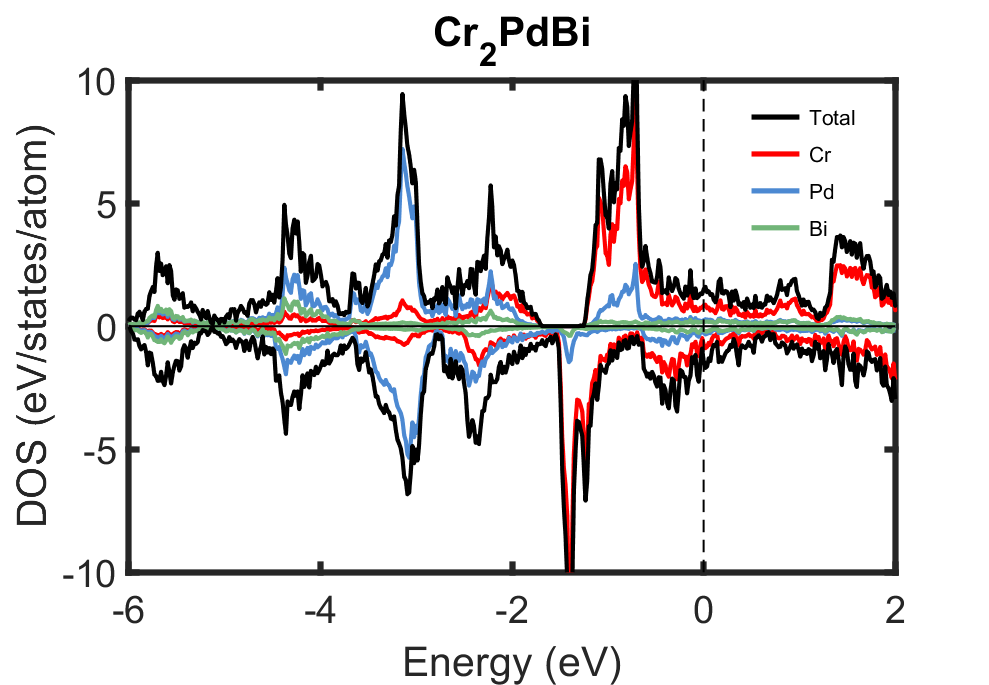 Cr2PdBi
DOS (eV/states/atom)
10
5
0
-5
-10
Total
Cr
Pd
Bi
-6 -4 -2 0 2
Energy (eV)